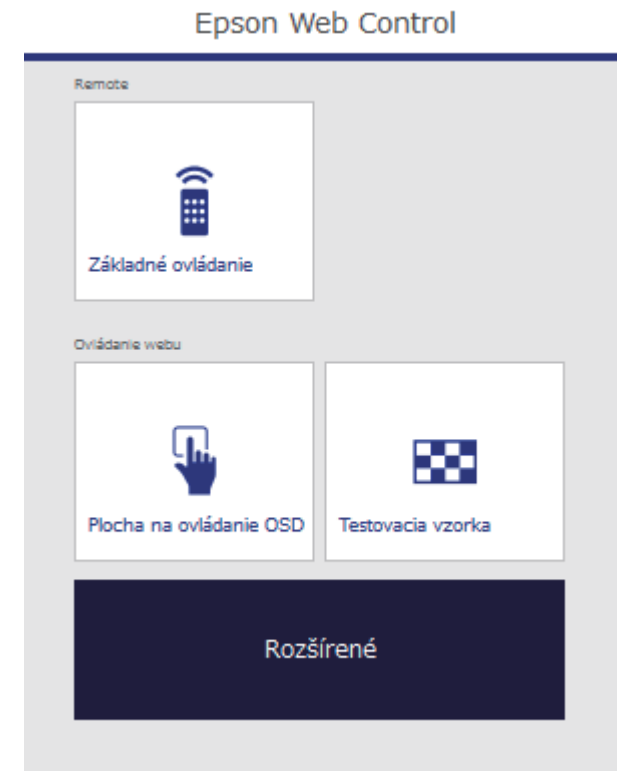 Epson Web Control
Remote
Základné ovládanie
Ovládanie webu
Plocha na ovládanie OSD
Testovacia vzorka
Rozšírené